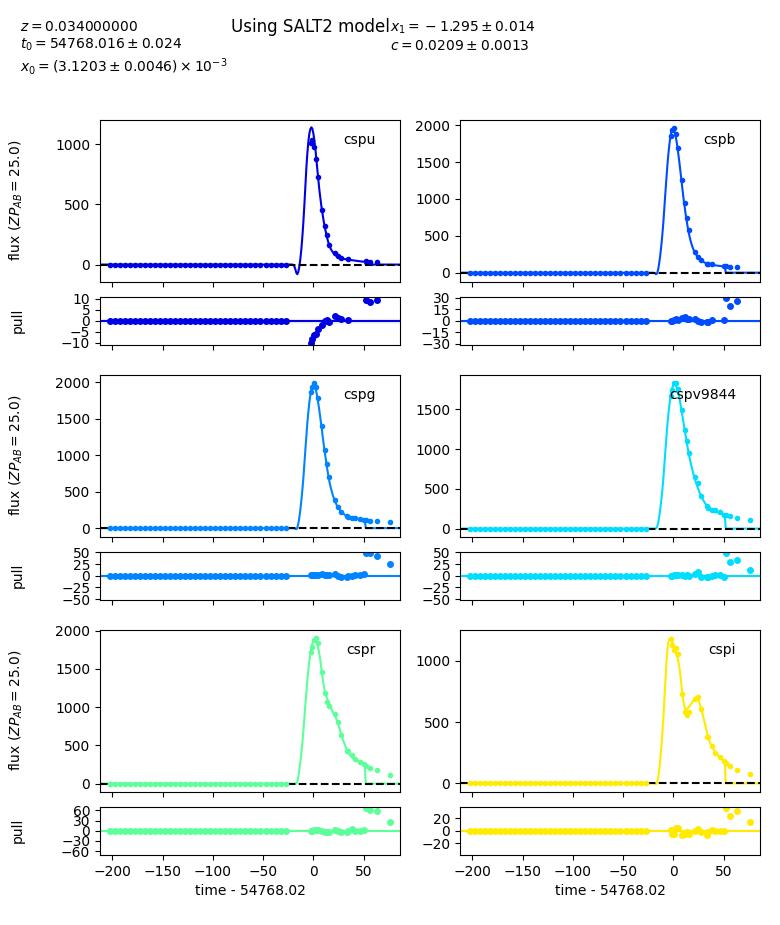 z = 0.034000000
Using SALT2 model
x₁ = −1.295 ± 0.014
t₀ = 54768.016 ± 0.024
c = 0.0209 ± 0.0013
x₀ = (3.1203 ± 0.0046) × 10⁻³
flux (ZP_AB = 25.0)
1000
500
0
cspu
2000
1500
1000
500
0
cspb
pull
10
5
0
−5
−10
30
15
0
−15
−30
flux (ZP_AB = 25.0)
2000
1500
1000
500
0
cspg
1500
1000
500
0
cspv9844
pull
50
25
0
−25
−50
50
25
0
−25
−50
flux (ZP_AB = 25.0)
2000
1500
1000
500
0
cspr
1000
500
0
cspi
pull
60
30
0
−30
−60
20
0
−20
−200 −150 −100 −50 0 50
−200 −150 −100 −50 0 50
time - 54768.02
time - 54768.02